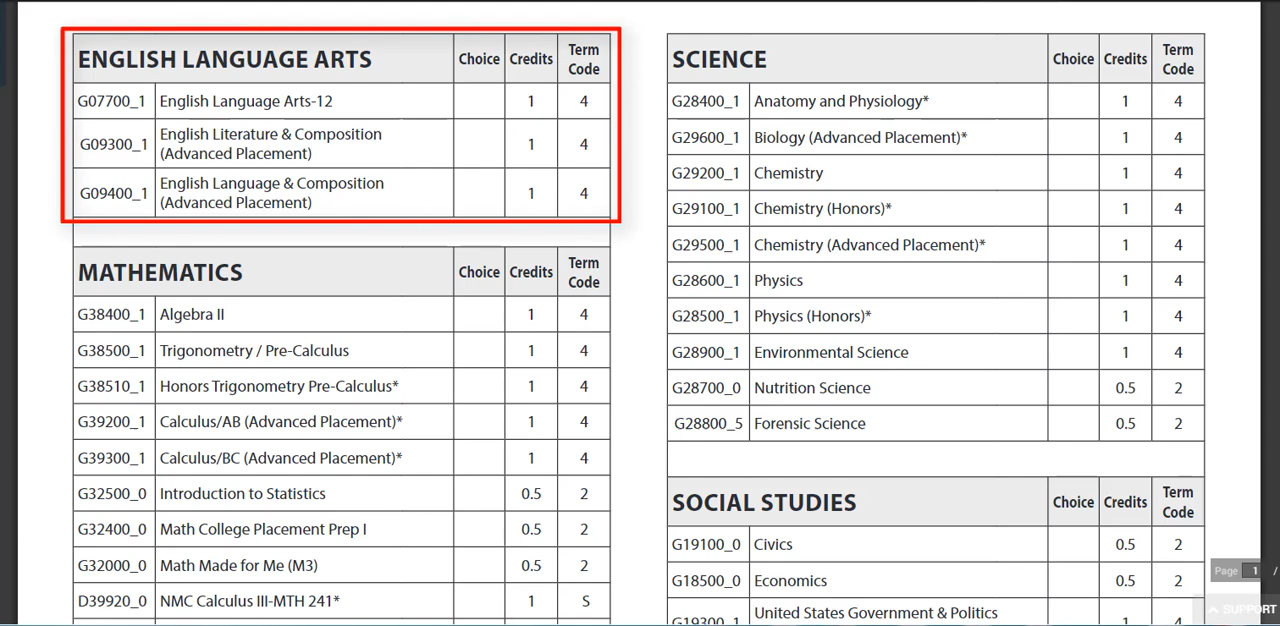 ENGLISH LANGUAGE ARTS Choice Credits Term Code
G07700_1 English Language Arts-12 1 4
G09300_1 English Literature & Composition (Advanced Placement) 1 4
G09400_1 English Language & Composition (Advanced Placement) 1 4
MATHEMATICS Choice Credits Term Code
G38400_1 Algebra II 1 4
G38500_1 Trigonometry / Pre-Calculus 1 4
G38510_1 Honors Trigonometry Pre-Calculus* 1 4
G39200_1 Calculus/AB (Advanced Placement)* 1 4
G39300_1 Calculus/BC (Advanced Placement)* 1 4
G32500_0 Introduction to Statistics 0.5 2
G32400_0 Math College Placement Prep I 0.5 2
G32000_0 Math Made for Me (M3) 0.5 2
D39920_0 NMC Calculus III-MTH 241* 1 S
SCIENCE Choice Credits Term Code
G28400_1 Anatomy and Physiology* 1 4
G29600_1 Biology (Advanced Placement)* 1 4
G29200_1 Chemistry 1 4
G29100_1 Chemistry (Honors)* 1 4
G29500_1 Chemistry (Advanced Placement)* 1 4
G28600_1 Physics 1 4
G28500_1 Physics (Honors)* 1 4
G28900_1 Environmental Science 1 4
G28700_0 Nutrition Science 0.5 2
G28800_5 Forensic Science 0.5 2
SOCIAL STUDIES Choice Credits Term Code
G19100_0 Civics 0.5 2
G18500_0 Economics 0.5 2
G19300_1 United States Government & Politics 1 4
Page 1 /
SUPPORT